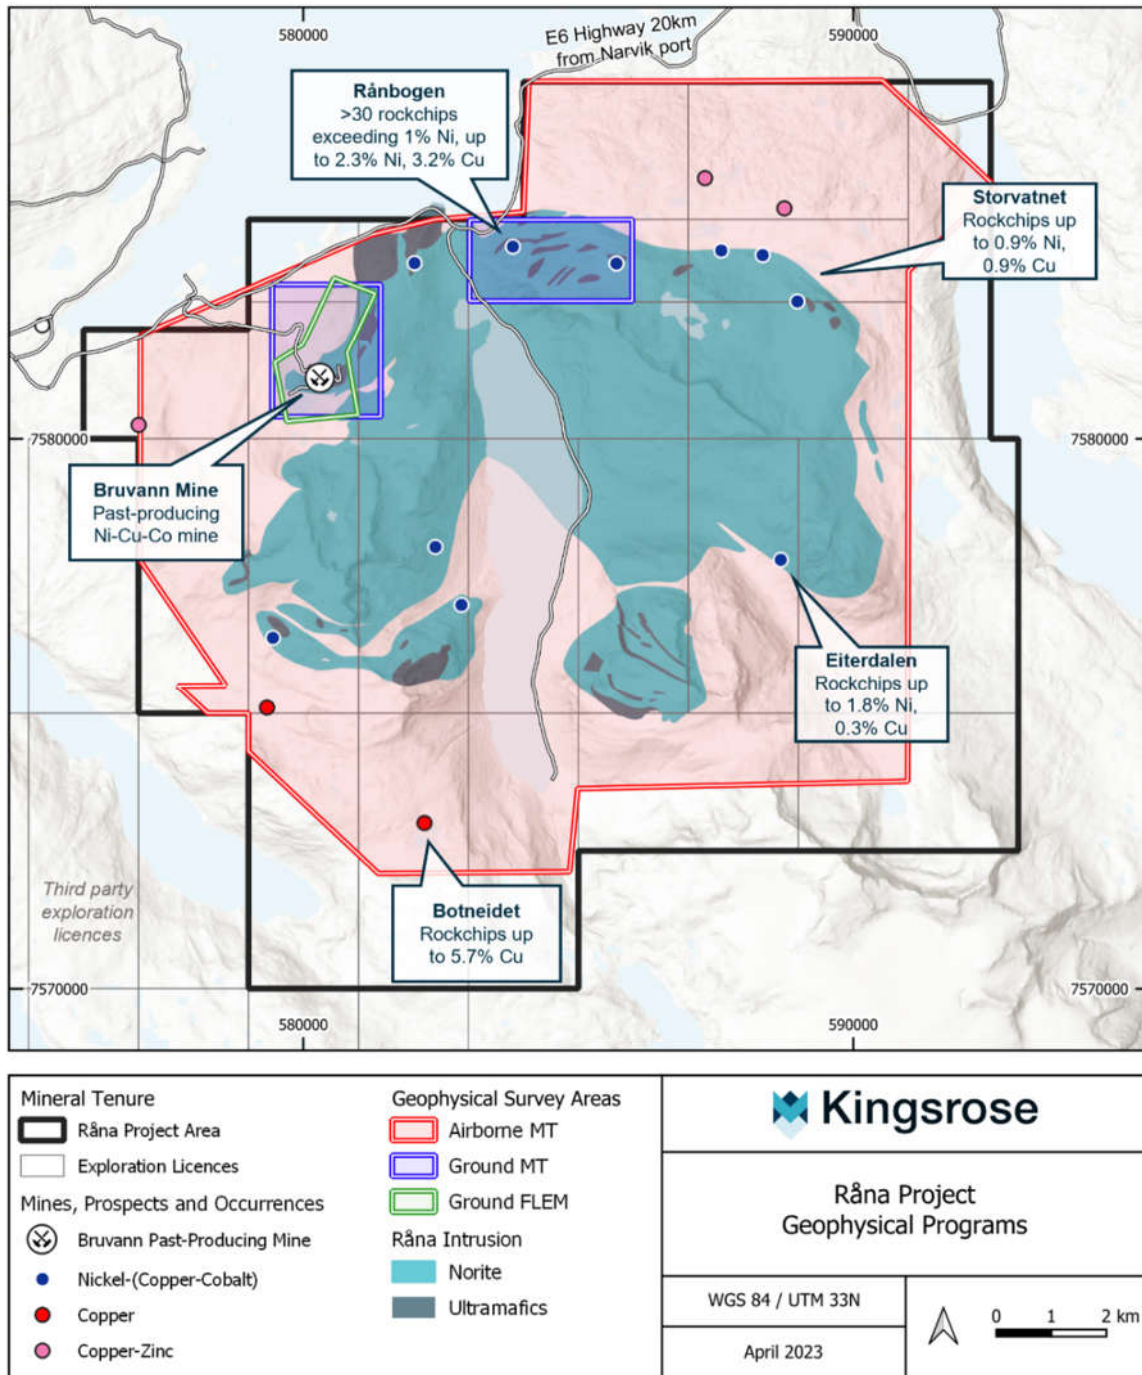 580000
590000
E6 Highway 20km
from Narvik port
Rånbogen
>30 rockchips
exceeding 1% Ni, up
to 2.3% Ni, 3.2% Cu
Storvatnet
Rockchips up
to 0.9% Ni,
0.9% Cu
7580000
7580000
Bruvann Mine
Past-producing
Ni-Cu-Co mine
Eiterdalen
Rockchips up
to 1.8% Ni,
0.3% Cu
Third party
exploration
licences
Botneidet
Rockchips up
to 5.7% Cu
7570000
7570000
580000
590000
Mineral Tenure
Råna Project Area
Exploration Licences
Mines, Prospects and Occurrences
Bruvann Past-Producing Mine
Nickel-(Copper-Cobalt)
Copper
Copper-Zinc
Geophysical Survey Areas
Airborne MT
Ground MT
Ground FLEM
Råna Intrusion
Norite
Ultramafics
Kingsrose
Råna Project
Geophysical Programs
WGS 84 / UTM 33N
April 2023
0 1 2 km